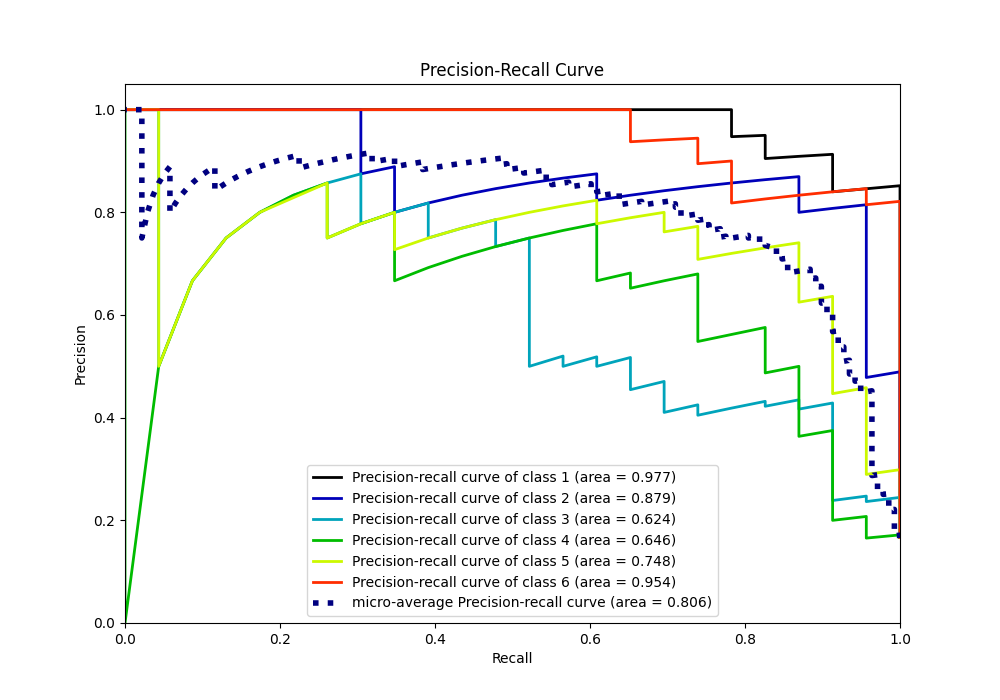 Precision-Recall Curve
1.0
0.8
0.6
0.4
0.2
0.0
Precision
Precision-recall curve of class 1 (area = 0.977)
Precision-recall curve of class 2 (area = 0.879)
Precision-recall curve of class 3 (area = 0.624)
Precision-recall curve of class 4 (area = 0.646)
Precision-recall curve of class 5 (area = 0.748)
Precision-recall curve of class 6 (area = 0.954)
micro-average Precision-recall curve (area = 0.806)
0.0 0.2 0.4 0.6 0.8 1.0
Recall